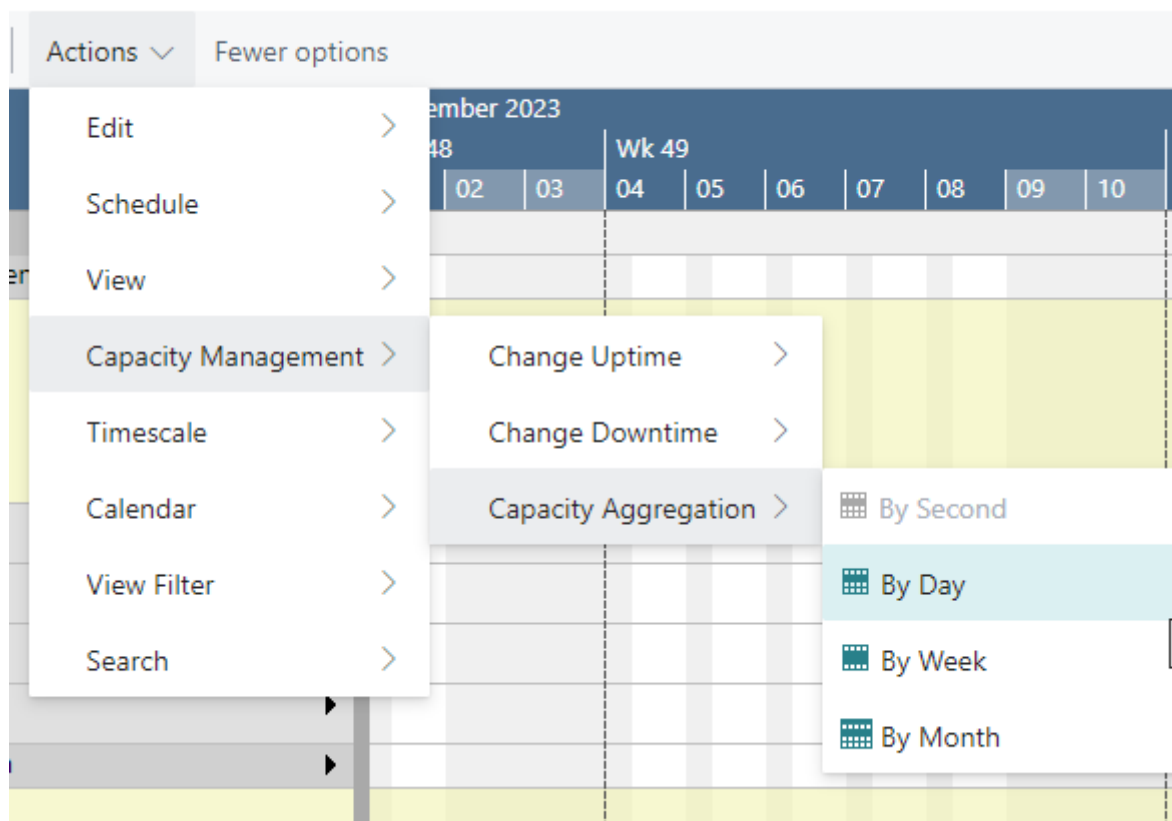 Actions Fewer options
ember 2023
48 Wk 49
02 03 04 05 06 07 08 09 10
Edit
Schedule
View
Capacity Management
Timescale
Calendar
View Filter
Search
Change Uptime
Change Downtime
Capacity Aggregation
By Second
By Day
By Week
By Month